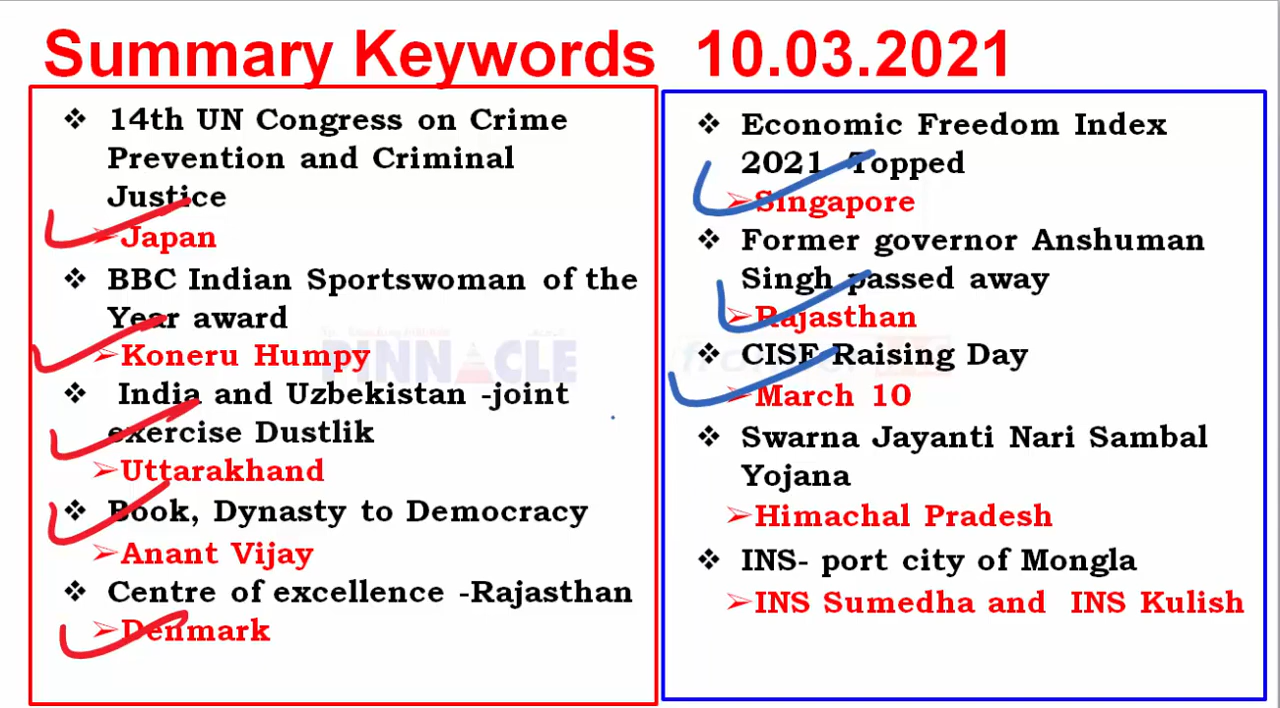 Summary Keywords 10.03.2021
❖ 14th UN Congress on Crime
Prevention and Criminal
Justice
➢Japan
❖ BBC Indian Sportswoman of the
Year award
➢Koneru Humpy
❖ India and Uzbekistan -joint
exercise Dustlik
➢Uttarakhand
❖ Book, Dynasty to Democracy
➢Anant Vijay
❖ Centre of excellence -Rajasthan
➢Denmark
❖ Economic Freedom Index
2021 Topped
➢Singapore
❖ Former governor Anshuman
Singh passed away
➢Rajasthan
❖ CISF Raising Day
➢March 10
❖ Swarna Jayanti Nari Sambal
Yojana
➢Himachal Pradesh
❖ INS- port city of Mongla
➢INS Sumedha and INS Kulish
PINNACLE